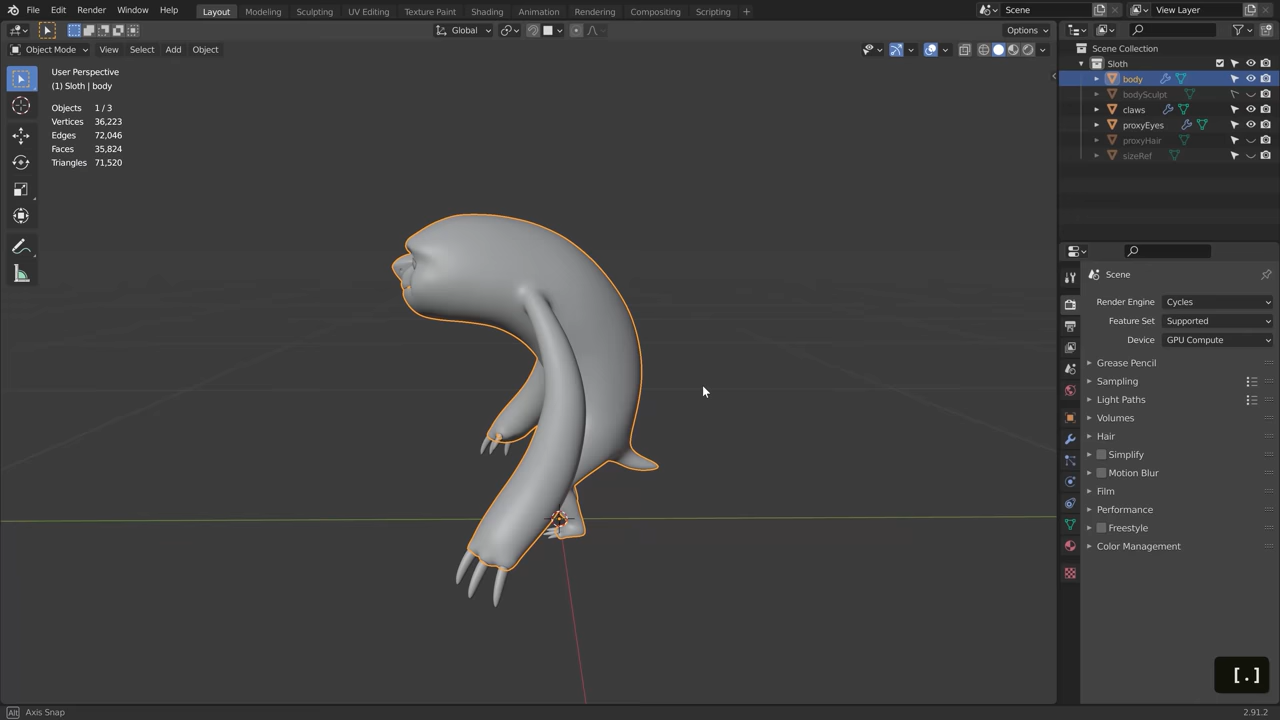 File Edit Render Window Help Layout Modeling Sculpting UV Editing Texture Paint Shading Animation Rendering Compositing Scripting + Scene View Layer
Global Options
Object Mode View Select Add Object
Scene Collection
Sloth
body
bodySculpt
claws
proxyEyes
proxyHair
sizeRef
User Perspective
(1) Sloth | body
Objects 1 / 3
Vertices 36,223
Edges 72,046
Faces 35,824
Triangles 71,520
Scene
Render Engine Cycles
Feature Set Supported
Device GPU Compute
Grease Pencil
Sampling
Light Paths
Volumes
Hair
Simplify
Motion Blur
Film
Performance
Freestyle
Color Management
[.]
Alt Axis Snap 2.91.2